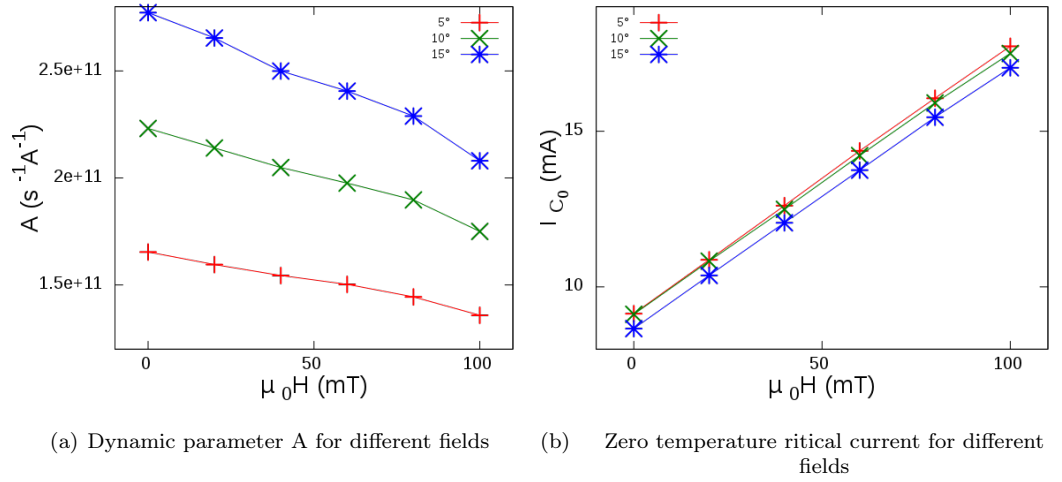 5°
10°
15°
2.5e+11
2e+11
1.5e+11
A (s⁻¹A⁻¹)
0
50
100
μ₀H (mT)
5°
10°
15°
15
10
I C₀ (mA)
0
50
100
μ₀H (mT)
(a) Dynamic parameter A for different fields
(b) Zero temperature ritical current for different
fields